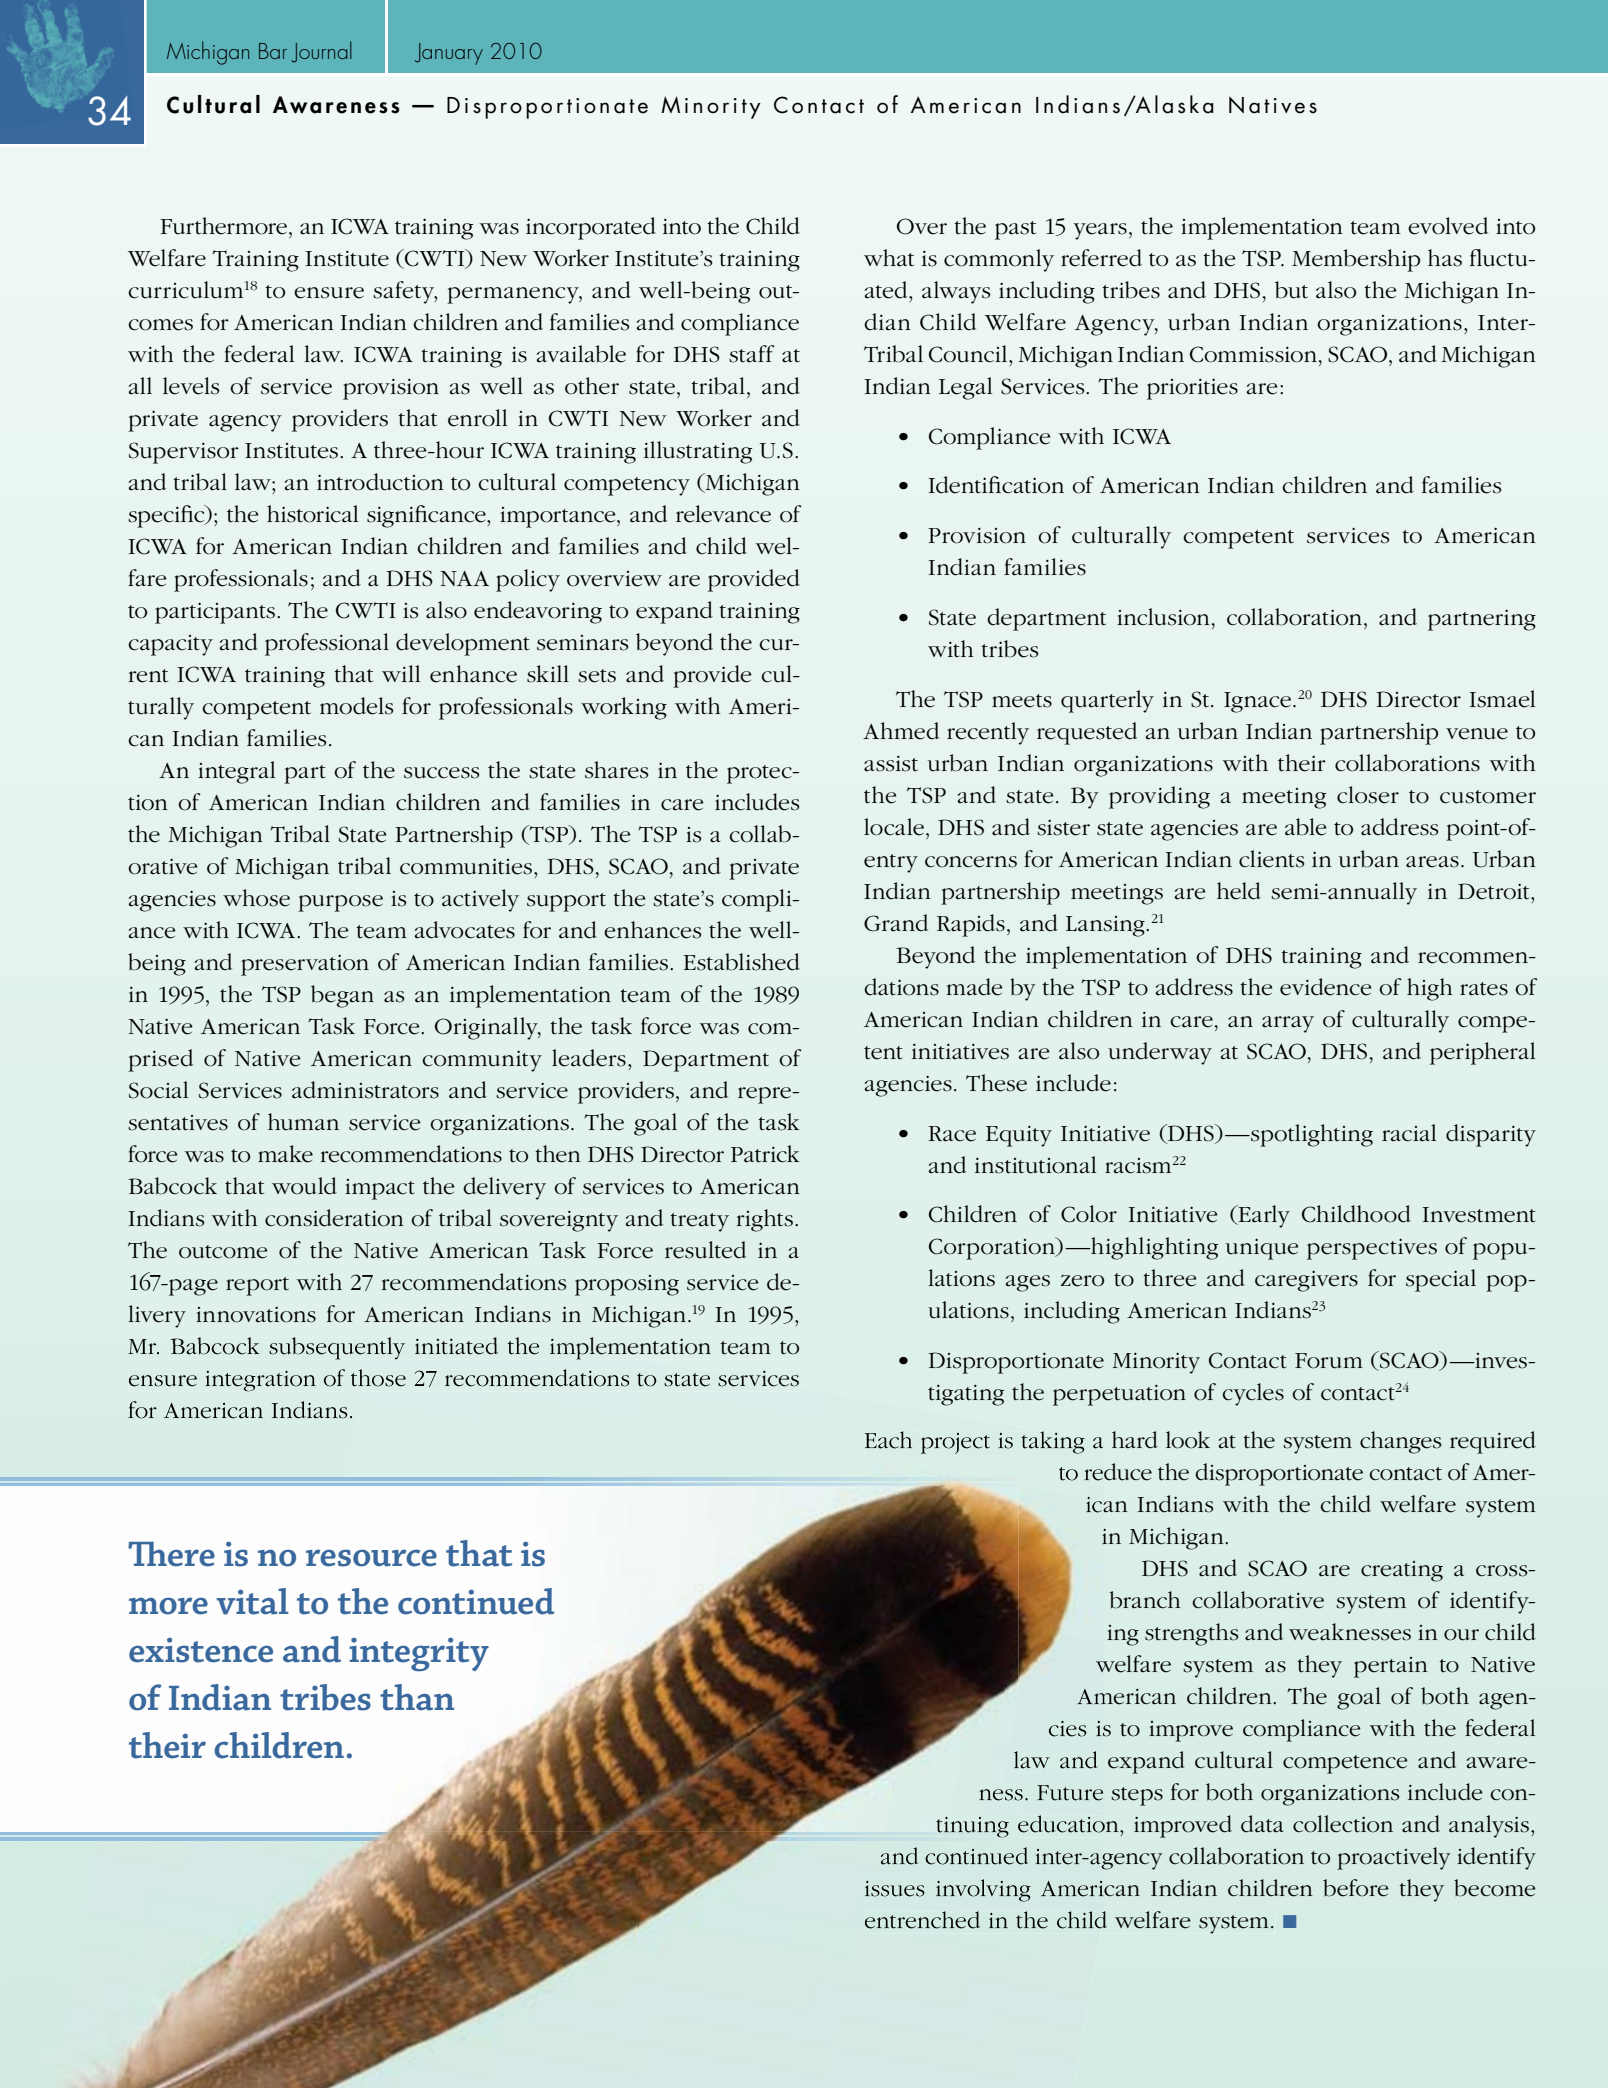 Michigan Bar Journal
January 2010
34
Cultural Awareness — Disproportionate Minority Contact of American Indians/Alaska Natives
Furthermore, an ICWA training was incorporated into the Child
Welfare Training Institute (CWTI) New Worker Institute’s training
curriculum18 to ensure safety, permanency, and well-being out-
comes for American Indian children and families and compliance
with the federal law. ICWA training is available for DHS staff at
all levels of service provision as well as other state, tribal, and
private agency providers that enroll in CWTI New Worker and
Supervisor Institutes. A three-hour ICWA training illustrating U.S.
and tribal law; an introduction to cultural competency (Michigan
specific); the historical significance, importance, and relevance of
ICWA for American Indian children and families and child wel-
fare professionals; and a DHS NAA policy overview are provided
to participants. The CWTI is also endeavoring to expand training
capacity and professional development seminars beyond the cur-
rent ICWA training that will enhance skill sets and provide cul-
turally competent models for professionals working with Ameri-
can Indian families.
An integral part of the success the state shares in the protec-
tion of American Indian children and families in care includes
the Michigan Tribal State Partnership (TSP). The TSP is a collab-
orative of Michigan tribal communities, DHS, SCAO, and private
agencies whose purpose is to actively support the state’s compli-
ance with ICWA. The team advocates for and enhances the well-
being and preservation of American Indian families. Established
in 1995, the TSP began as an implementation team of the 1989
Native American Task Force. Originally, the task force was com-
prised of Native American community leaders, Department of
Social Services administrators and service providers, and repre-
sentatives of human service organizations. The goal of the task
force was to make recommendations to then DHS Director Patrick
Babcock that would impact the delivery of services to American
Indians with consideration of tribal sovereignty and treaty rights.
The outcome of the Native American Task Force resulted in a
167-page report with 27 recommendations proposing service de-
livery innovations for American Indians in Michigan.19 In 1995,
Mr. Babcock subsequently initiated the implementation team to
ensure integration of those 27 recommendations to state services
for American Indians.
There is no resource that is
more vital to the continued
existence and integrity
of Indian tribes than
their children.
Over the past 15 years, the implementation team evolved into
what is commonly referred to as the TSP. Membership has fluctu-
ated, always including tribes and DHS, but also the Michigan In-
dian Child Welfare Agency, urban Indian organizations, Inter-
Tribal Council, Michigan Indian Commission, SCAO, and Michigan
Indian Legal Services. The priorities are:
• Compliance with ICWA
• Identification of American Indian children and families
• Provision of culturally competent services to American
Indian families
• State department inclusion, collaboration, and partnering
with tribes
The TSP meets quarterly in St. Ignace.20 DHS Director Ismael
Ahmed recently requested an urban Indian partnership venue to
assist urban Indian organizations with their collaborations with
the TSP and state. By providing a meeting closer to customer
locale, DHS and sister state agencies are able to address point-of-
entry concerns for American Indian clients in urban areas. Urban
Indian partnership meetings are held semi-annually in Detroit,
Grand Rapids, and Lansing.21
Beyond the implementation of DHS training and recommen-
dations made by the TSP to address the evidence of high rates of
American Indian children in care, an array of culturally compe-
tent initiatives are also underway at SCAO, DHS, and peripheral
agencies. These include:
• Race Equity Initiative (DHS)—spotlighting racial disparity
and institutional racism22
• Children of Color Initiative (Early Childhood Investment
Corporation)—highlighting unique perspectives of popu-
lations ages zero to three and caregivers for special pop-
ulations, including American Indians23
• Disproportionate Minority Contact Forum (SCAO)—inves-
tigating the perpetuation of cycles of contact24
Each project is taking a hard look at the system changes required
to reduce the disproportionate contact of Amer-
ican Indians with the child welfare system
in Michigan.
DHS and SCAO are creating a cross-
branch collaborative system of identify-
ing strengths and weaknesses in our child
welfare system as they pertain to Native
American children. The goal of both agen-
cies is to improve compliance with the federal
law and expand cultural competence and aware-
ness. Future steps for both organizations include con-
tinuing education, improved data collection and analysis,
and continued inter-agency collaboration to proactively identify
issues involving American Indian children before they become
entrenched in the child welfare system. ■